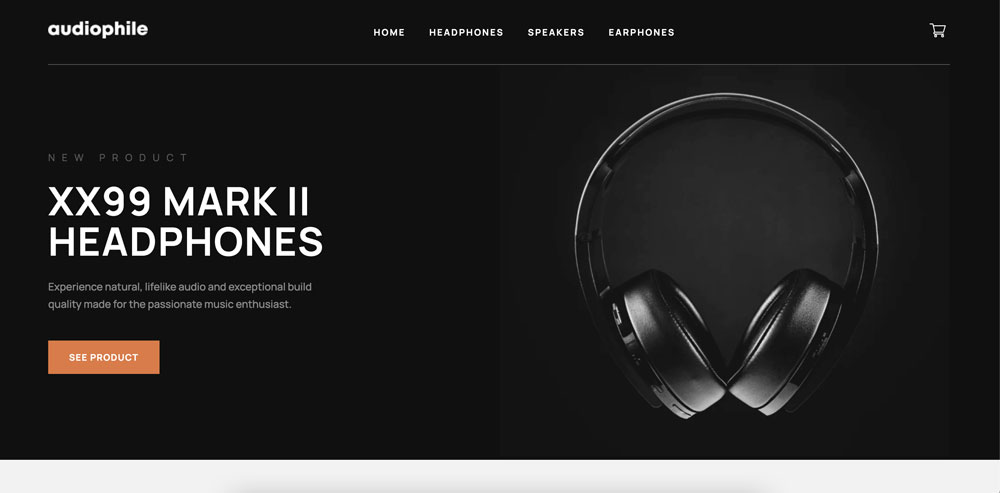 audiophile
HOME HEADPHONES SPEAKERS EARPHONES
NEW PRODUCT
XX99 MARK II
HEADPHONES
Experience natural, lifelike audio and exceptional build
quality made for the passionate music enthusiast.
SEE PRODUCT